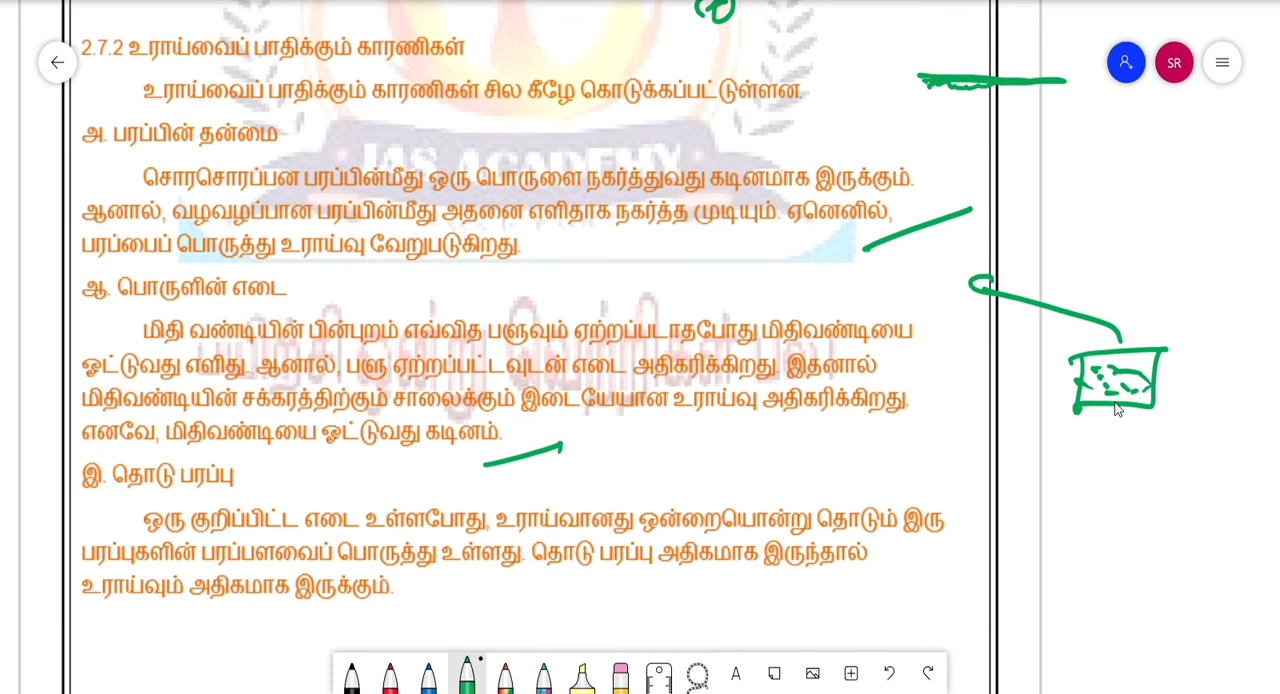 2.7.2 உராய்வைப் பாதிக்கும் காரணிகள்
உராய்வைப் பாதிக்கும் காரணிகள் சில கீழே கொடுக்கப்பட்டுள்ளன.
SR
அ. பரப்பின் தன்மை
IAS ACADEMY
சொரசொரப்பன பரப்பின்மீது ஒரு பொருளை நகர்த்துவது கடினமாக இருக்கும்.
ஆனால், வழவழப்பான பரப்பின்மீது அதனை எளிதாக நகர்த்த முடியும். ஏனெனில்,
பரப்பைப் பொருத்து உராய்வு வேறுபடுகிறது.
ஆ. பொருளின் எடை
மிதி வண்டியின் பின்புறம் எவ்வித பளுவும் ஏற்றப்படாதபோது மிதிவண்டியை
ஓட்டுவது எளிது. ஆனால், பளு ஏற்றப்பட்டவுடன் எடை அதிகரிக்கிறது. இதனால்
மிதிவண்டியின் சக்கரத்திற்கும் சாலைக்கும் இடையேயான உராய்வு அதிகரிக்கிறது.
எனவே, மிதிவண்டியை ஓட்டுவது கடினம்.
இ. தொடு பரப்பு
ஒரு குறிப்பிட்ட எடை உள்ளபோது, உராய்வானது ஒன்றையொன்று தொடும் இரு
பரப்புகளின் பரப்பளவைப் பொருத்து உள்ளது. தொடு பரப்பு அதிகமாக இருந்தால்
உராய்வும் அதிகமாக இருக்கும்.